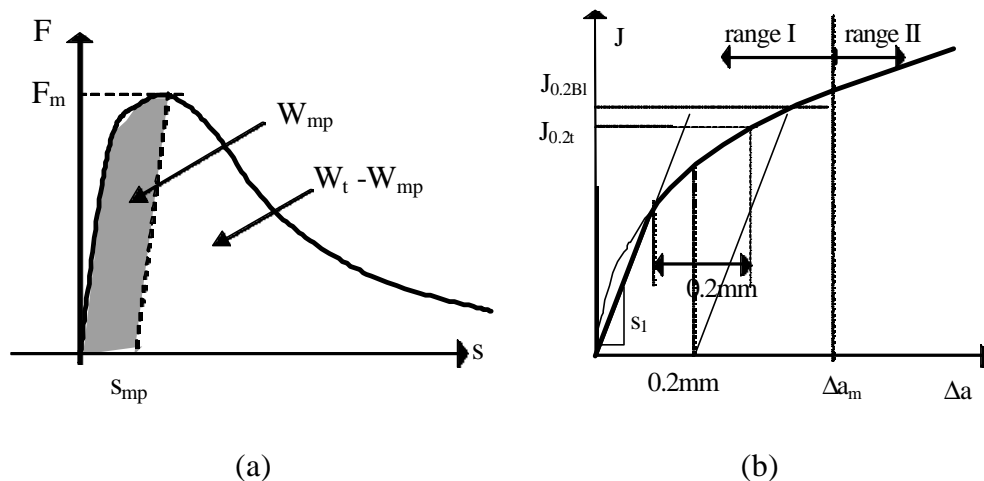 F
F_m
W_mp
W_t -W_mp
s
s_mp
(a)
J
range I
range II
J_0.2Bl
J_0.2t
0.2mm
s_1
0.2mm
Δa_m
Δa
(b)